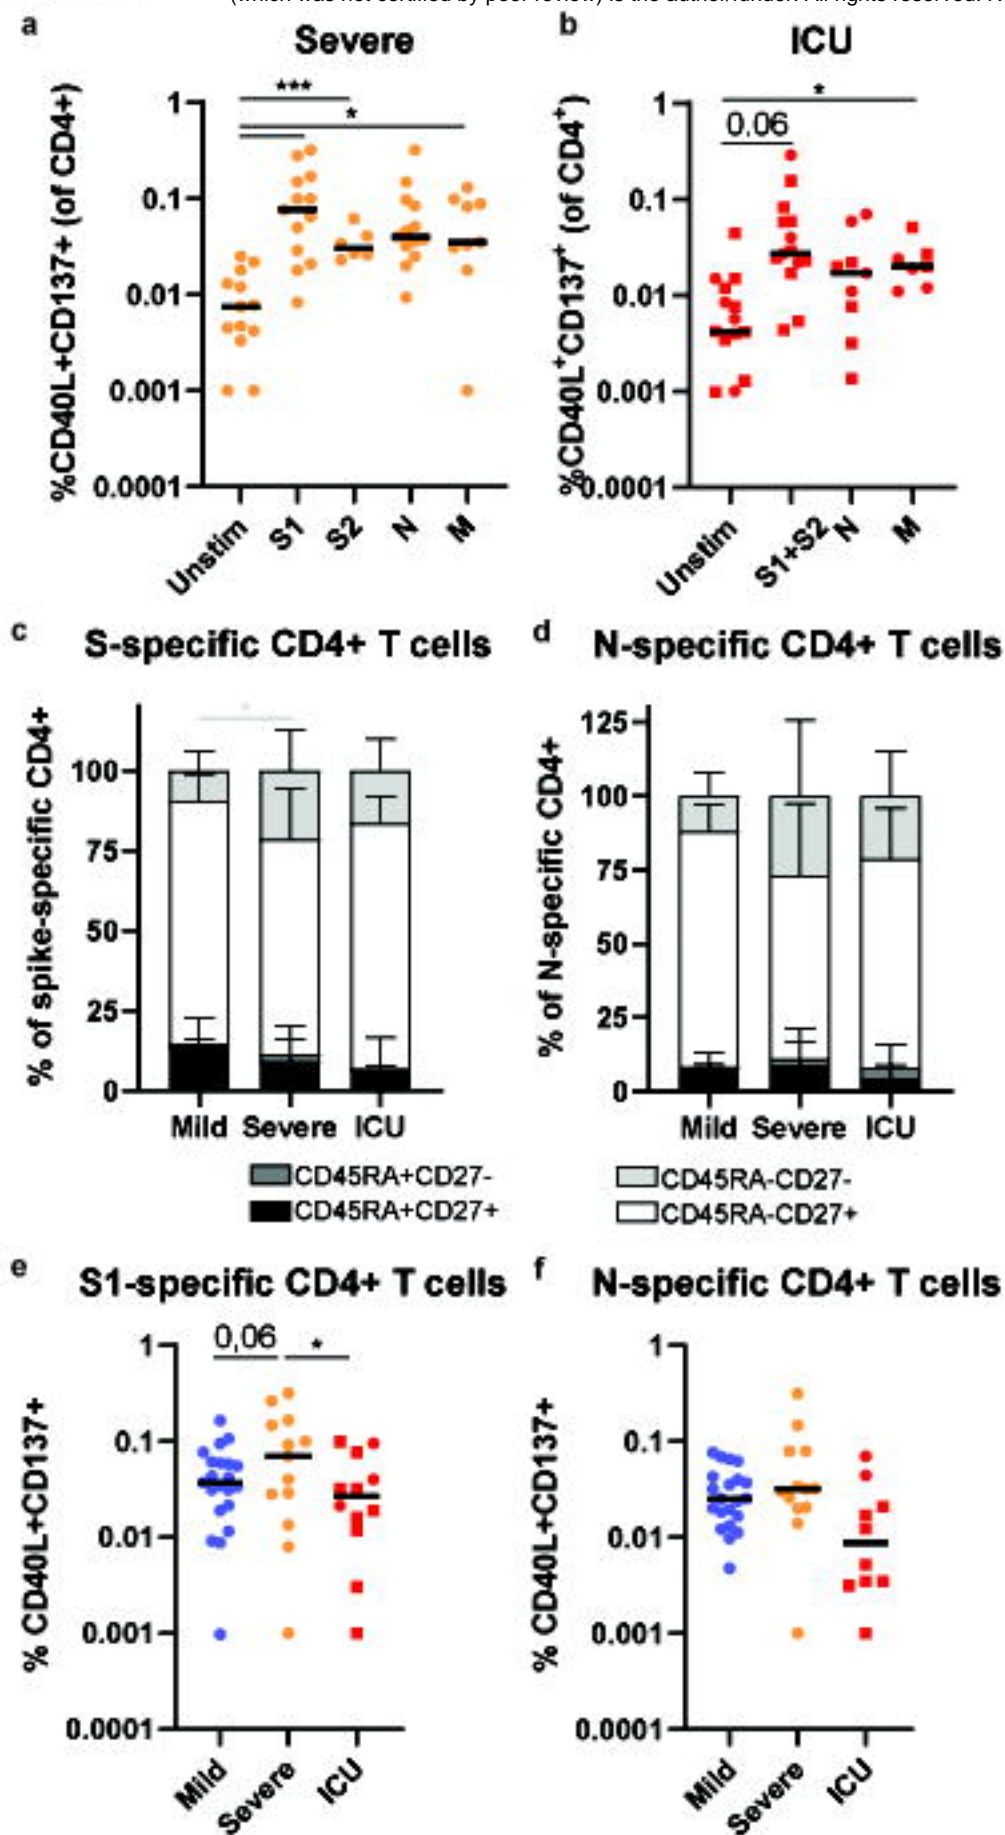 a
Severe
***
*
%CD40L+CD137+ (of CD4+)
1
0.1
0.01
0.001
0.0001
Unstim
S1
S2
N
M
b
ICU
*
0.06
%CD40L+CD137+ (of CD4+)
1
0.1
0.01
0.001
0.0001
Unstim
S1+S2
N
M
c
S-specific CD4+ T cells
% of spike-specific CD4+
100
75
50
25
0
Mild Severe ICU
d
N-specific CD4+ T cells
% of N-specific CD4+
125
100
75
50
25
0
Mild Severe ICU
CD45RA+CD27-
CD45RA+CD27+
CD45RA-CD27-
CD45RA-CD27+
e
S1-specific CD4+ T cells
0,06
*
% CD40L+CD137+
1
0.1
0.01
0.001
0.0001
Mild
Severe
ICU
f
N-specific CD4+ T cells
% CD40L+CD137+
1
0.1
0.01
0.001
0.0001
Mild
Severe
ICU